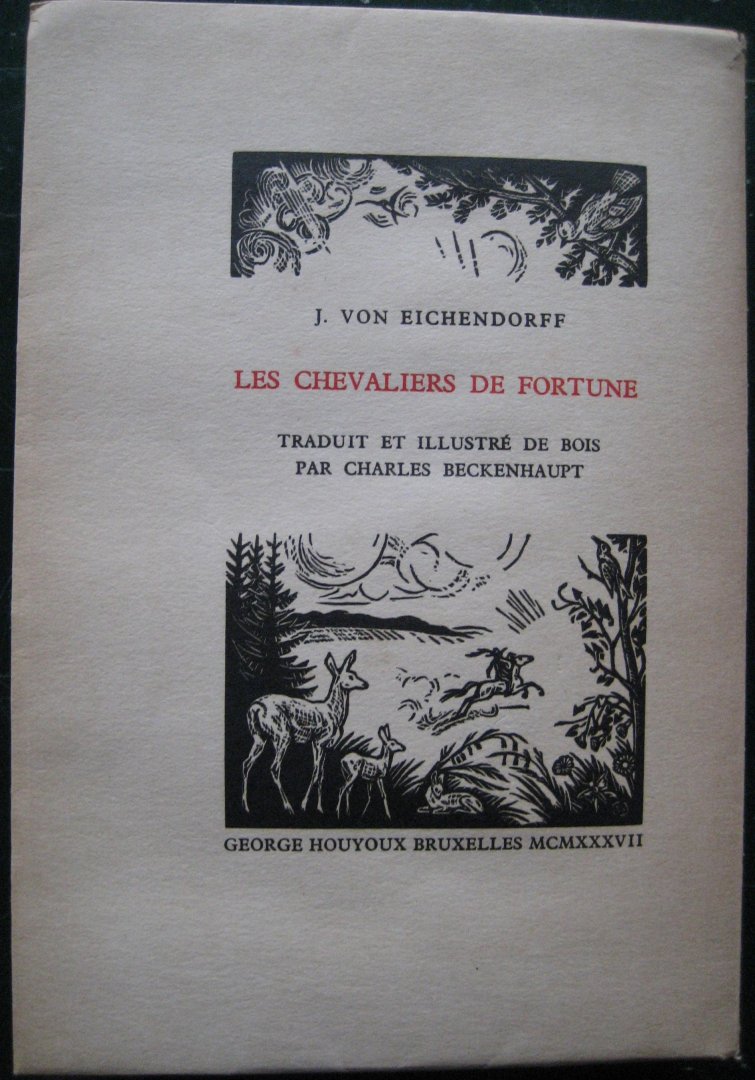 J. VON EICHENDORFF
LES CHEVALIERS DE FORTUNE
TRADUIT ET ILLUSTRÉ DE BOIS
PAR CHARLES BECKENHAUPT
GEORGE HOUYOUX BRUXELLES MCMXXXVII